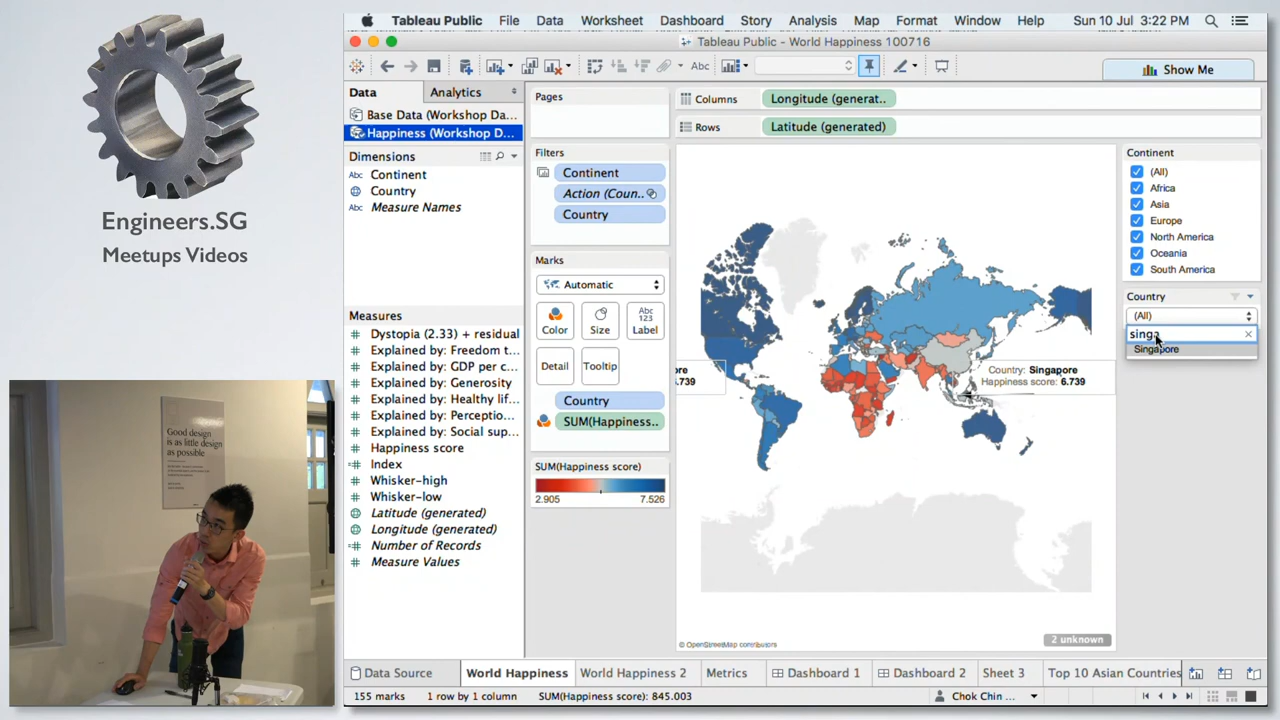 Engineers.SG
Meetups Videos
Good design
is as little design
as possible
Tableau Public File Data Worksheet Dashboard Story Analysis Map Format Window Help Sun 10 Jul 3:22 PM
Tableau Public - World Happiness 100716
Abc
Show Me
Data Analytics
Base Data (Workshop Da...
Happiness (Workshop D...
Dimensions
Abc Continent
Country
Abc Measure Names
Measures
# Dystopia (2.33) + residual
# Explained by: Freedom t...
# Explained by: GDP per c...
# Explained by: Generosity
# Explained by: Healthy lif...
# Explained by: Perceptio...
# Explained by: Social sup...
# Happiness score
# Index
# Whisker-high
# Whisker-low
Latitude (generated)
Longitude (generated)
# Number of Records
# Measure Values
Pages
Filters
Continent
Action (Coun..
Country
Marks
Automatic
Color Size Abc 123 Label
Detail Tooltip
Country
SUM(Happiness..
SUM(Happiness score)
2.905 7.526
Columns Longitude (generat..
Rows Latitude (generated)
ore
6.739
Country: Singapore
Happiness score: 6.739
© OpenStreetMap contributors
2 unknown
Continent
(All)
Africa
Asia
Europe
North America
Oceania
South America
Country
(All)
singa
Singapore
Data Source World Happiness World Happiness 2 Metrics Dashboard 1 Dashboard 2 Sheet 3 Top 10 Asian Countries
155 marks 1 row by 1 column SUM(Happiness score): 845.003 Chok Chin ...